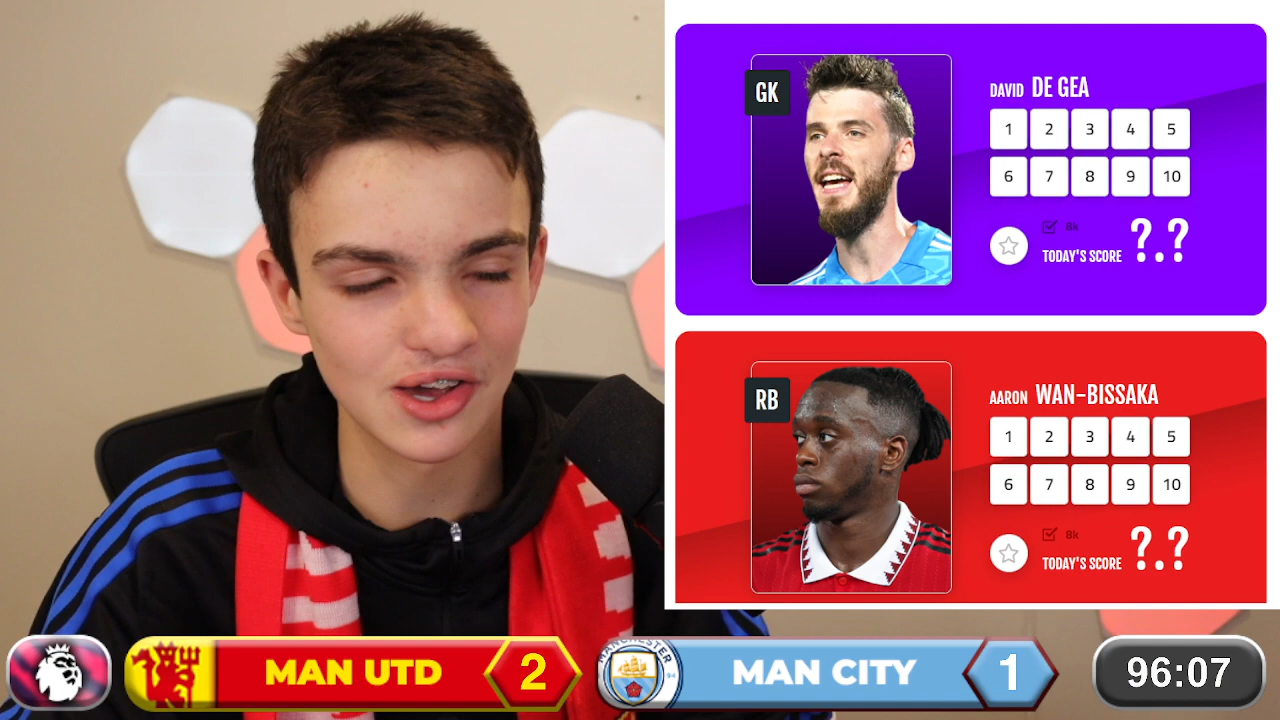 GK
DAVID DE GEA
1 2 3 4 5
6 7 8 9 10
8k
TODAY'S SCORE ?.?
RB
AARON WAN-BISSAKA
1 2 3 4 5
6 7 8 9 10
8k
TODAY'S SCORE ?.?
MAN UTD 2
MANCHESTER
MAN CITY 1
96:07